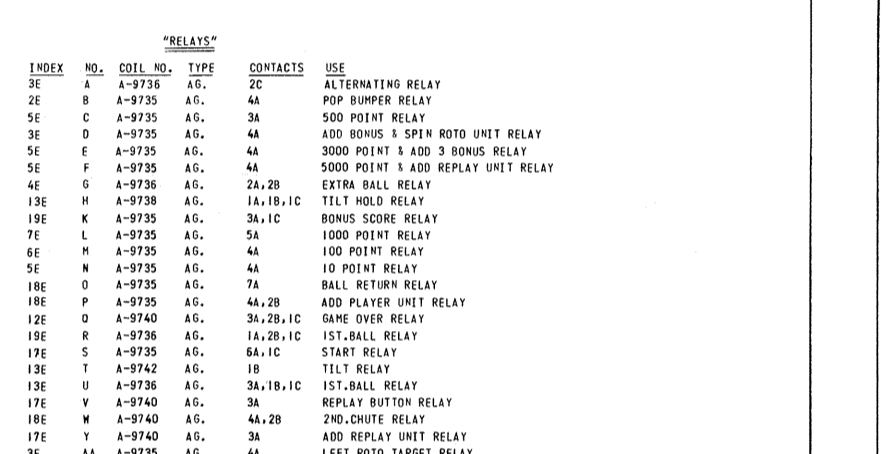 "RELAYS"
INDEX NO. COIL NO. TYPE CONTACTS USE
3E A A-9736 AG. 2C ALTERNATING RELAY
2E B A-9735 AG. 4A POP BUMPER RELAY
5E C A-9735 AG. 3A 500 POINT RELAY
3E D A-9735 AG. 4A ADD BONUS & SPIN ROTO UNIT RELAY
5E E A-9735 AG. 4A 3000 POINT & ADD 3 BONUS RELAY
5E F A-9735 AG. 4A 5000 POINT & ADD REPLAY UNIT RELAY
4E G A-9736 AG. 2A,2B EXTRA BALL RELAY
13E H A-9738 AG. 1A,1B,1C TILT HOLD RELAY
19E K A-9735 AG. 3A,1C BONUS SCORE RELAY
7E L A-9735 AG. 5A 1000 POINT RELAY
6E M A-9735 AG. 4A 100 POINT RELAY
5E N A-9735 AG. 4A 10 POINT RELAY
18E O A-9735 AG. 7A BALL RETURN RELAY
18E P A-9735 AG. 4A,2B ADD PLAYER UNIT RELAY
12E Q A-9740 AG. 3A,2B,1C GAME OVER RELAY
19E R A-9736 AG. 1A,2B,1C 1ST.BALL RELAY
17E S A-9735 AG. 6A,1C START RELAY
13E T A-9742 AG. 1B TILT RELAY
13E U A-9736 AG. 3A,1B,1C 1ST.BALL RELAY
17E V A-9740 AG. 3A REPLAY BUTTON RELAY
18E W A-9740 AG. 4A,2B 2ND.CHUTE RELAY
17E Y A-9740 AG. 3A ADD REPLAY UNIT RELAY
3E AA A-9735 AG. 4A LEFT ROTO TARGET RELAY